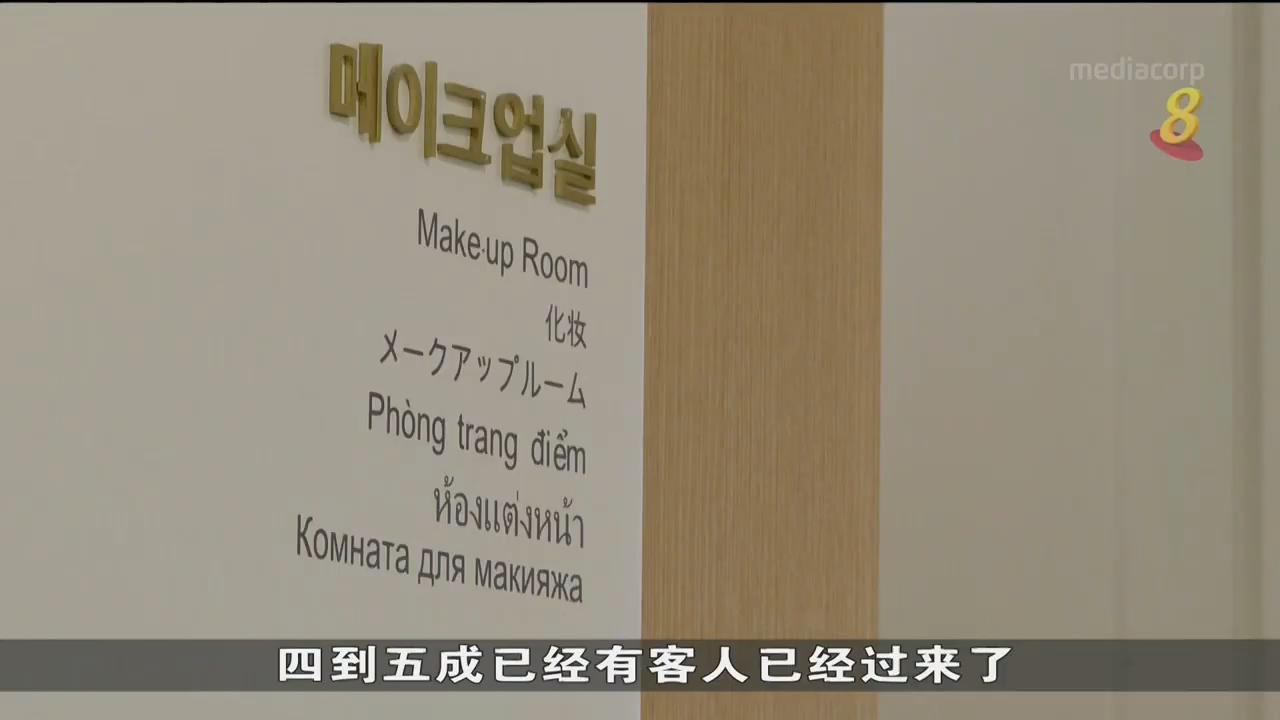 메이크업실
mediacorp
8
Make-up Room
化妆
メークアップルーム
Phòng trang điểm
ห้องแต่งหน้า
Комната для макияжа
四到五成已经有客人已经过来了